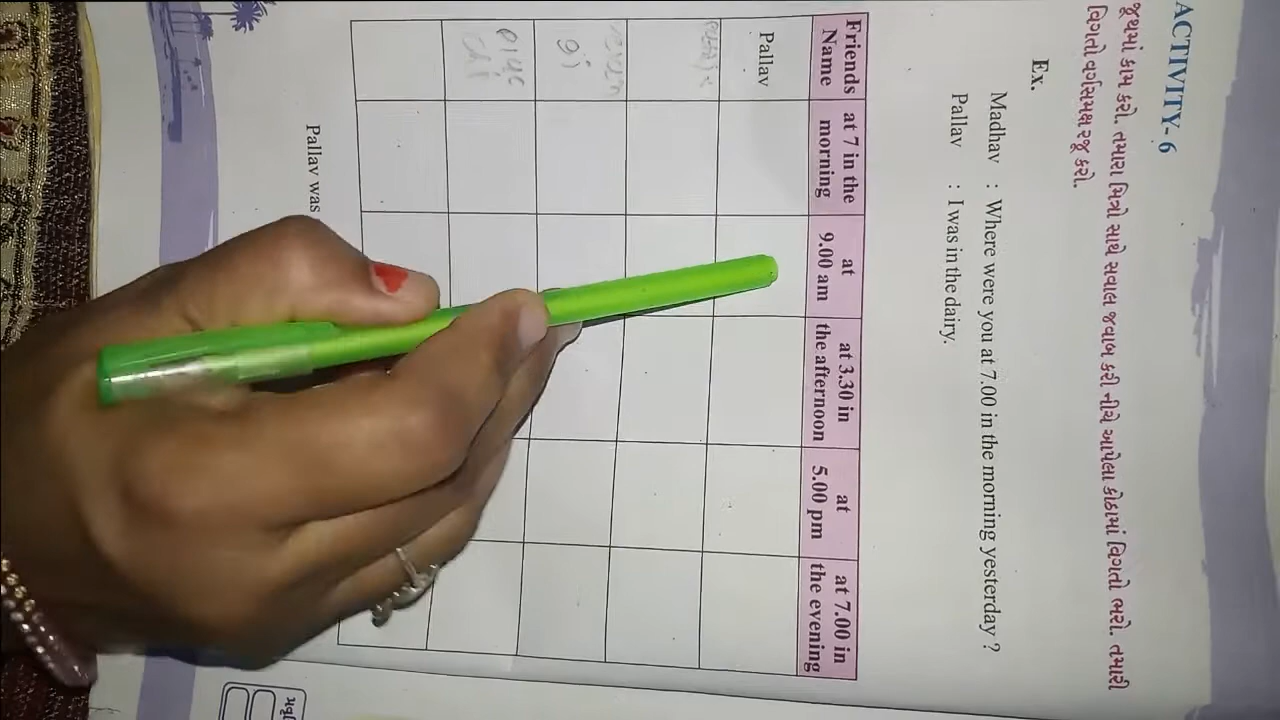 ACTIVITY- 6
જૂથમાં કામ કરો. તમારા મિત્રો સાથે સવાલ જવાબ કરી નીચે આપેલા કોઠામાં વિગતો ભરો. તમારી
વિગતો વર્ગસમક્ષ રજૂ કરો.
Ex.
Madhav : Where were you at 7.00 in the morning yesterday ?
Pallav : I was in the dairy.
Friends Name at 7 in the morning at 9.00 am at 3.30 in the afternoon at 5.00 pm at 7.00 in the evening
Pallav
Pallav was